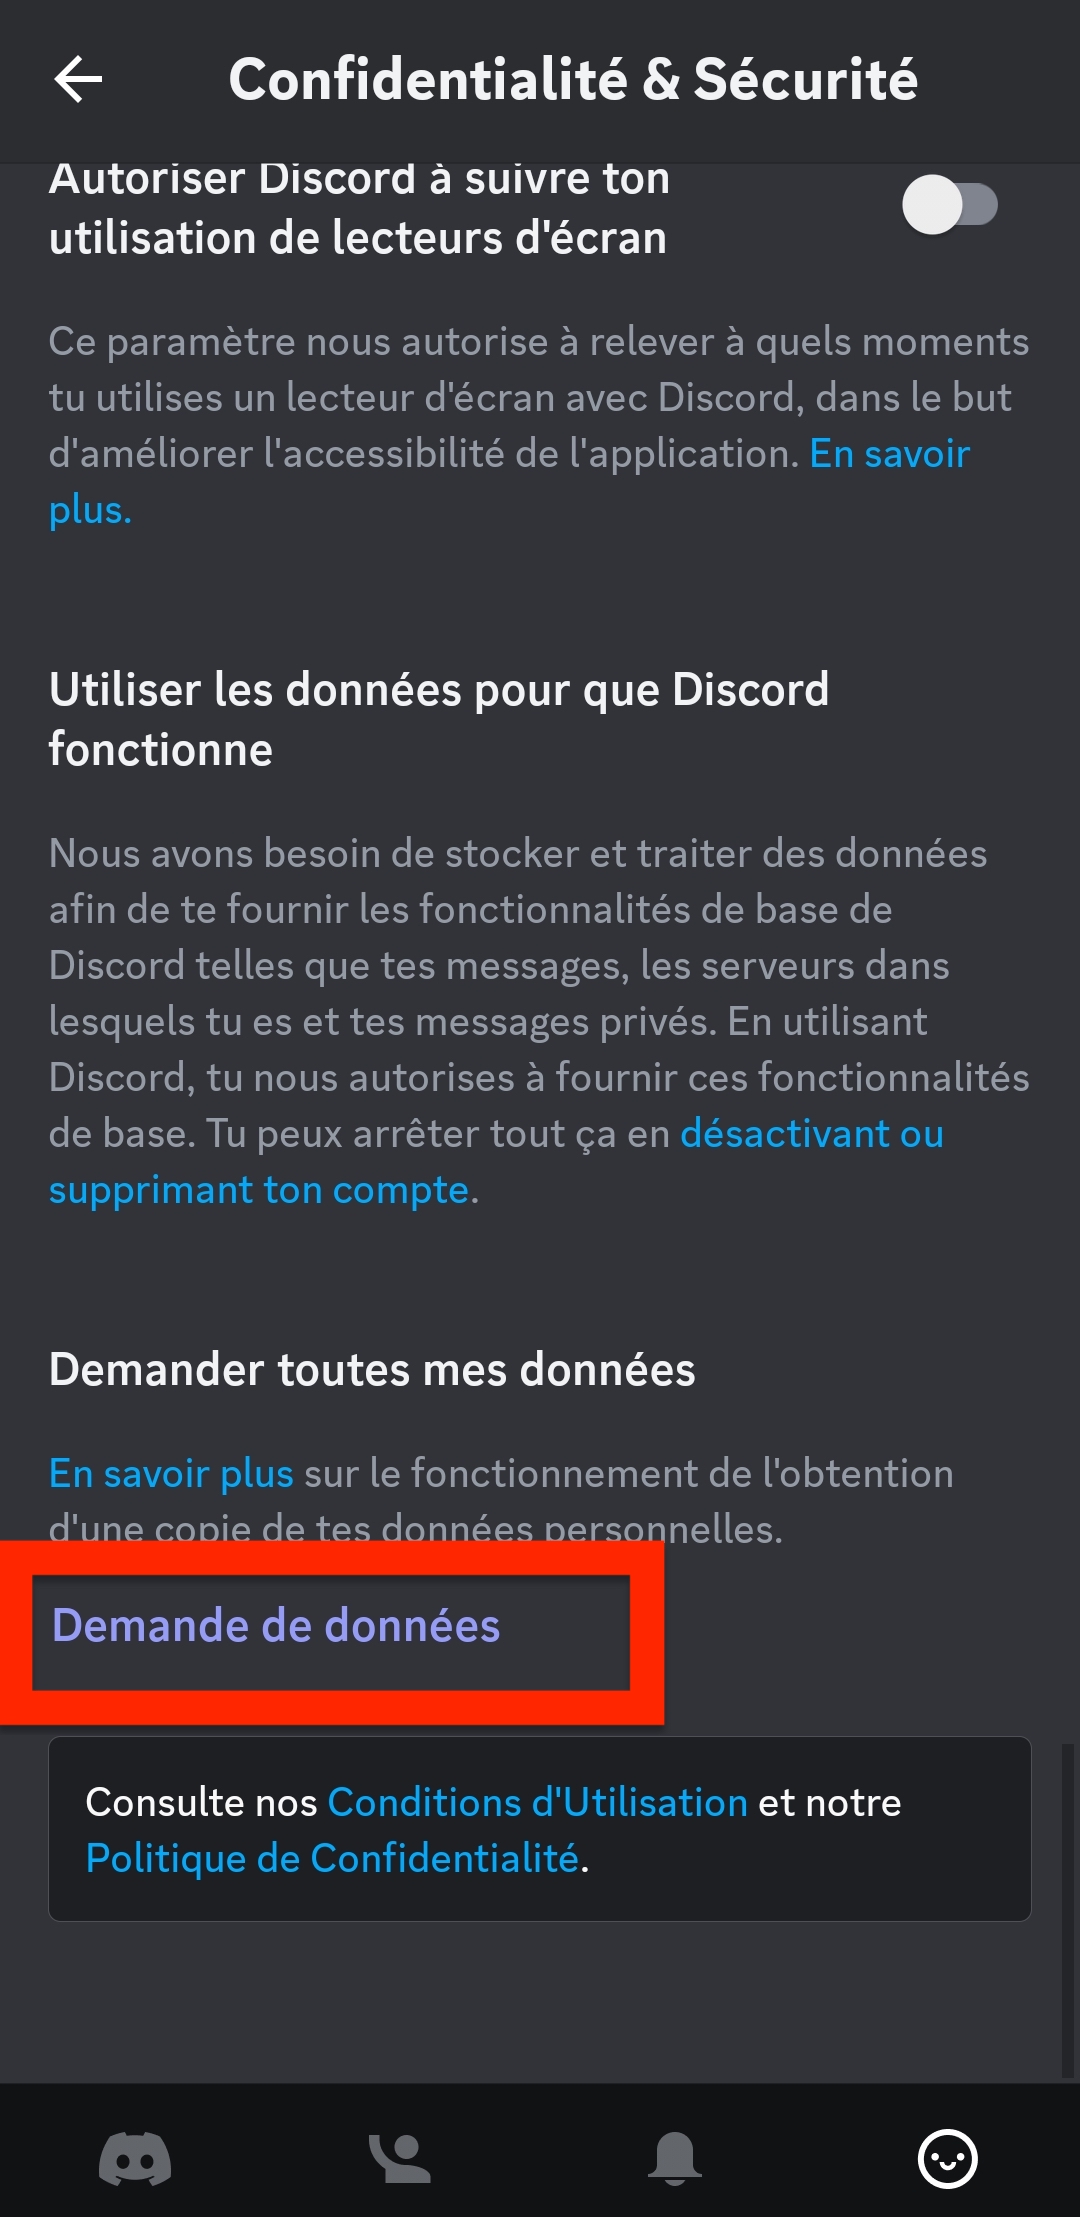 Confidentialité & Sécurité
Autoriser Discord à suivre ton
utilisation de lecteurs d'écran
Ce paramètre nous autorise à relever à quels moments
tu utilises un lecteur d'écran avec Discord, dans le but
d'améliorer l'accessibilité de l'application. En savoir
plus.
Utiliser les données pour que Discord
fonctionne
Nous avons besoin de stocker et traiter des données
afin de te fournir les fonctionnalités de base de
Discord telles que tes messages, les serveurs dans
lesquels tu es et tes messages privés. En utilisant
Discord, tu nous autorises à fournir ces fonctionnalités
de base. Tu peux arrêter tout ça en désactivant ou
supprimant ton compte.
Demander toutes mes données
En savoir plus sur le fonctionnement de l'obtention
d'une copie de tes données personnelles.
Demande de données
Consulte nos Conditions d'Utilisation et notre
Politique de Confidentialité.